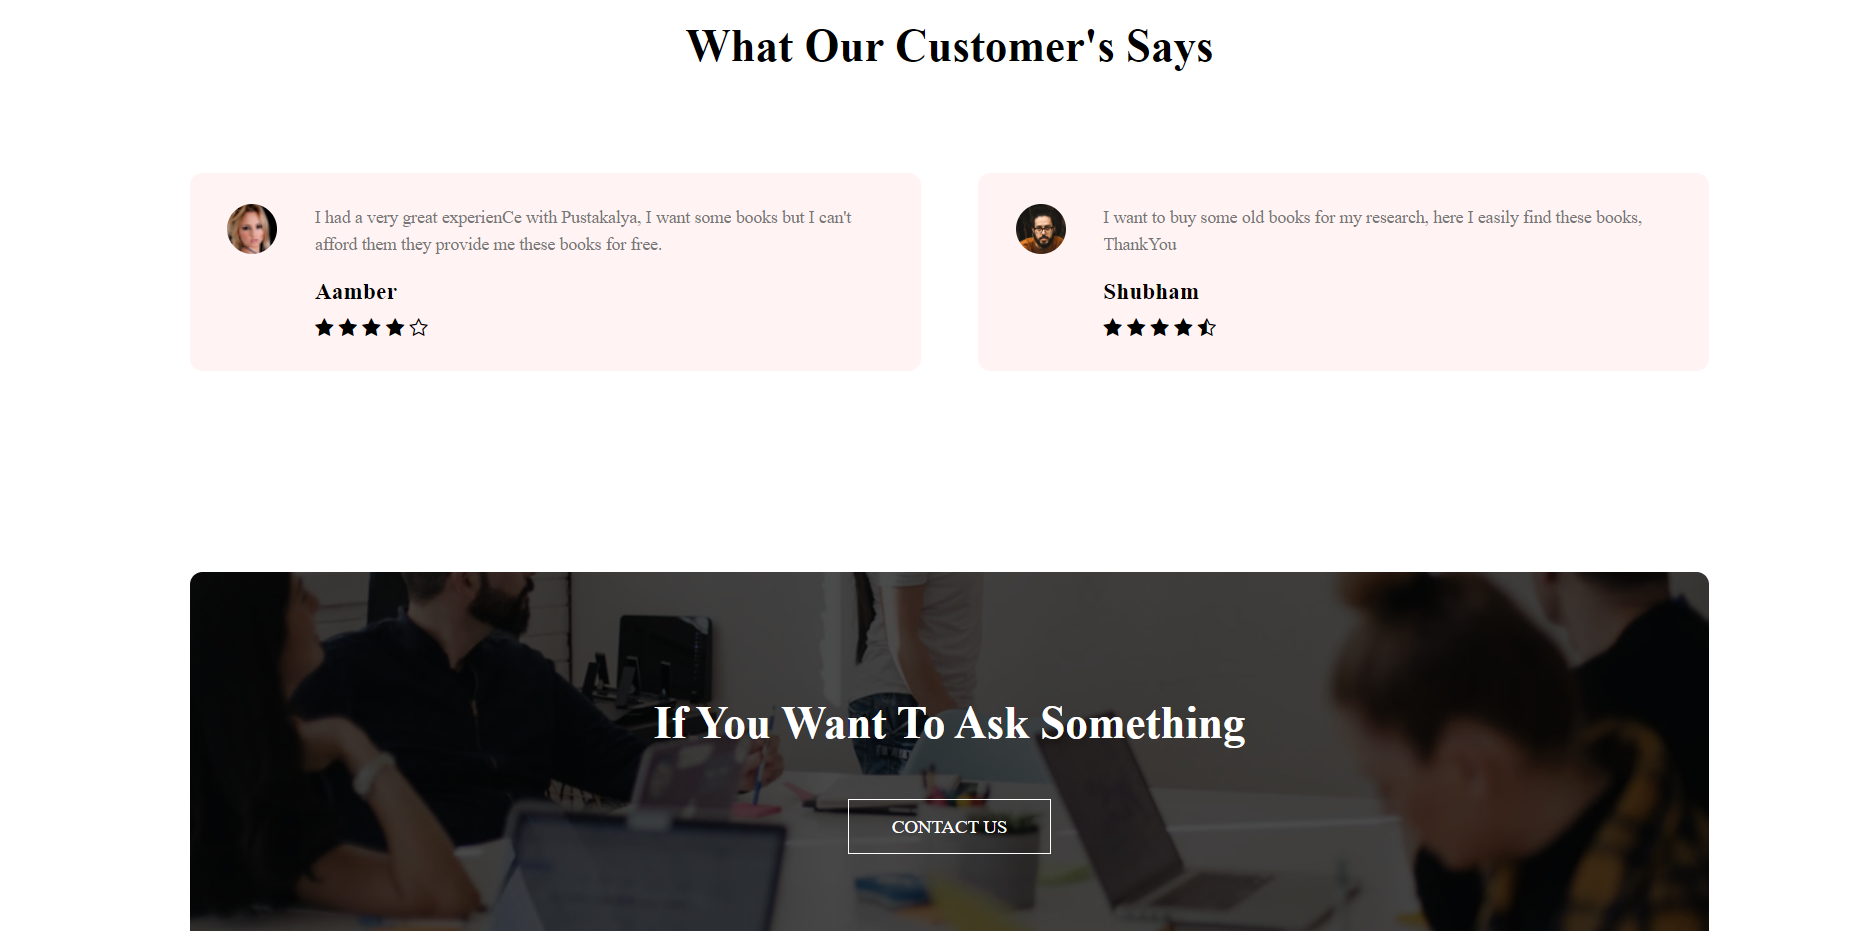 What Our Customer's Says
I had a very great experienCe with Pustakalya, I want some books but I can't
afford them they provide me these books for free.
Aamber
I want to buy some old books for my research, here I easily find these books,
ThankYou
Shubham
If You Want To Ask Something
CONTACT US